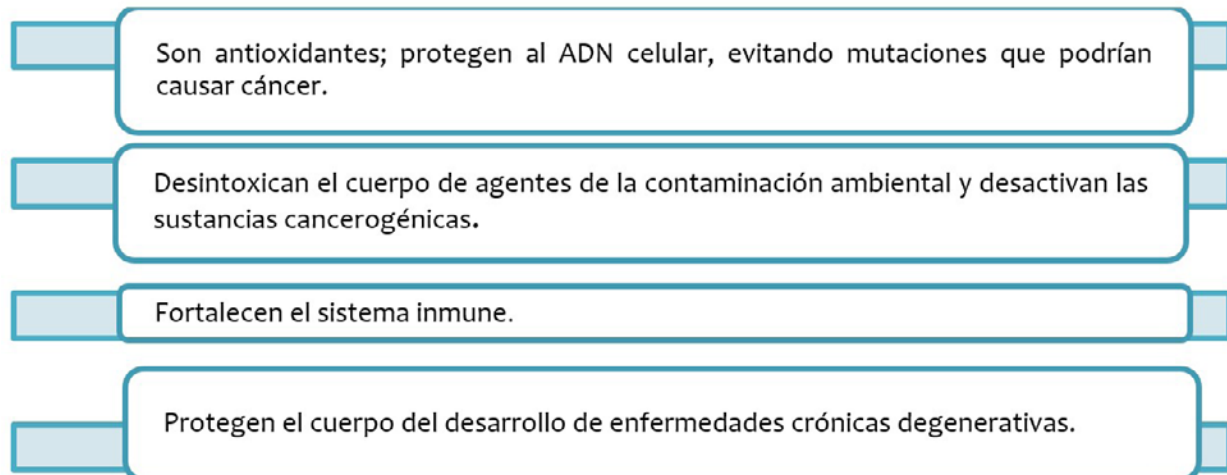 Son antioxidantes; protegen al ADN celular, evitando mutaciones que podrían
causar cáncer.
Desintoxican el cuerpo de agentes de la contaminación ambiental y desactivan las
sustancias cancerogénicas.
Fortalecen el sistema inmune.
Protegen el cuerpo del desarrollo de enfermedades crónicas degenerativas.